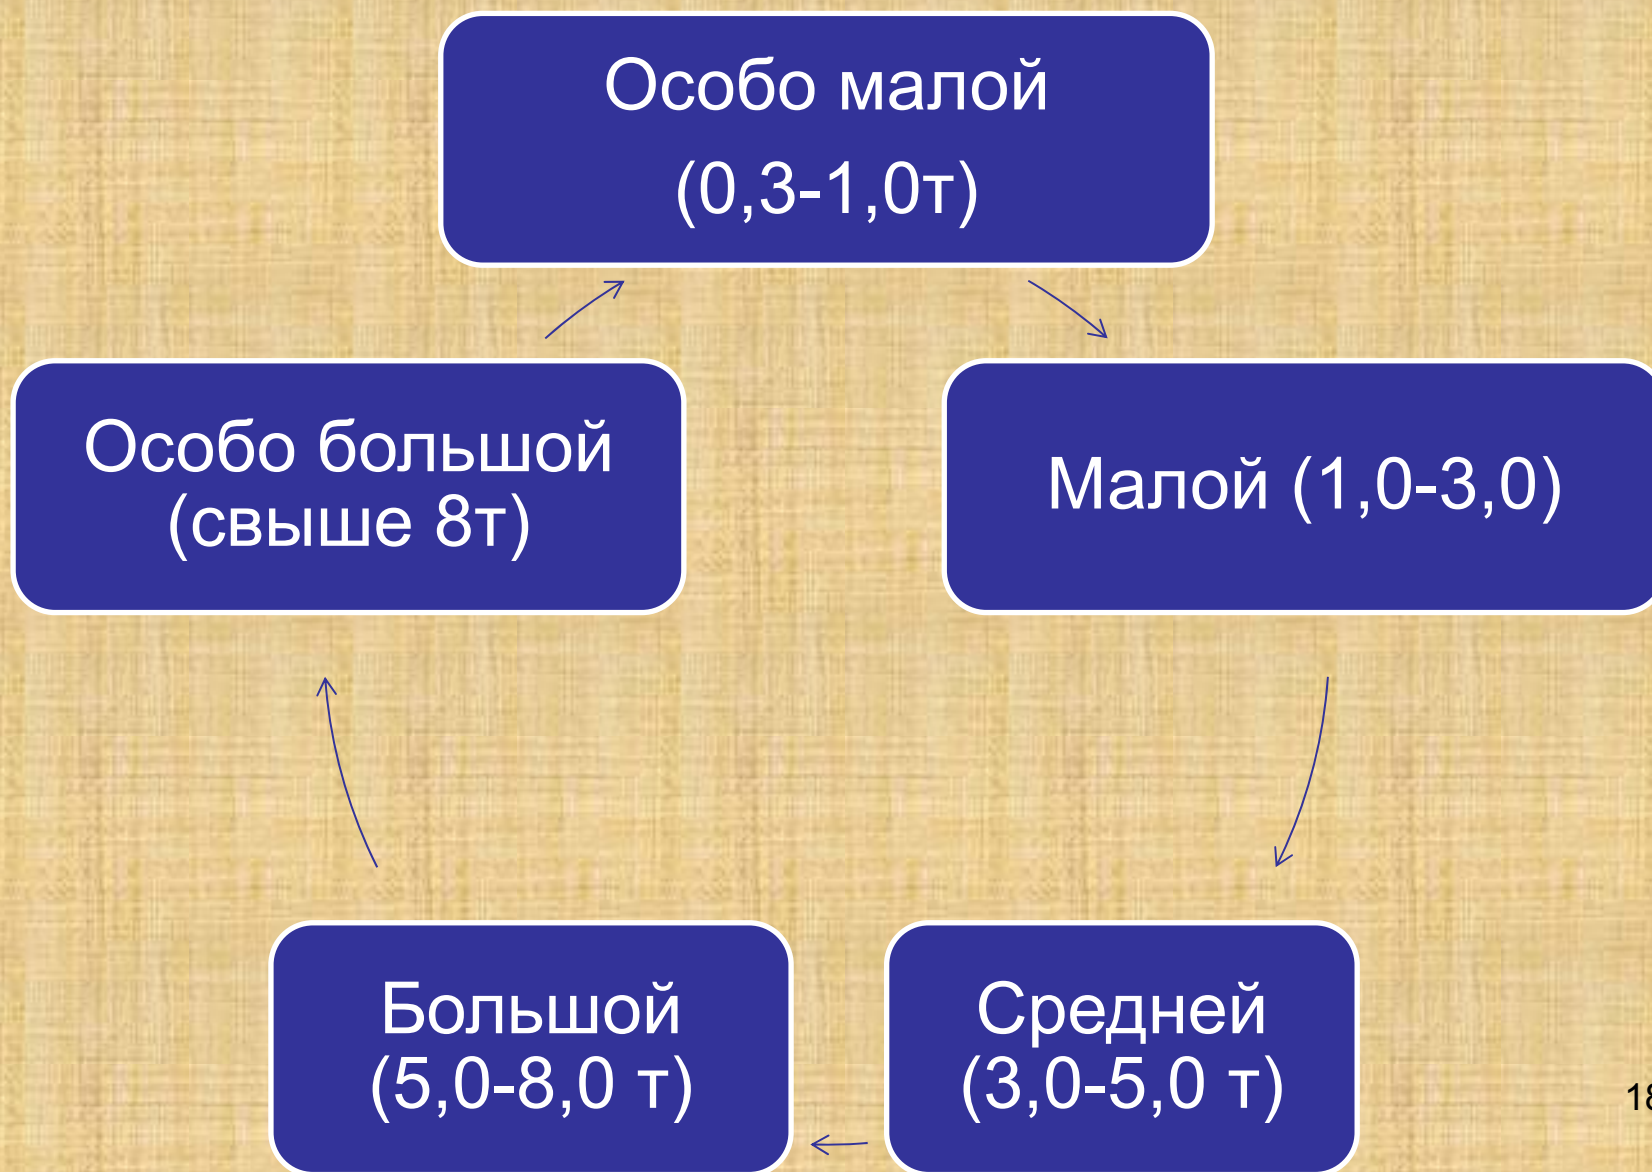 Особо малой
(0,3-1,0т)
Малой (1,0-3,0)
Средней
(3,0-5,0 т)
Большой
(5,0-8,0 т)
Особо большой
(свыше 8т)
18